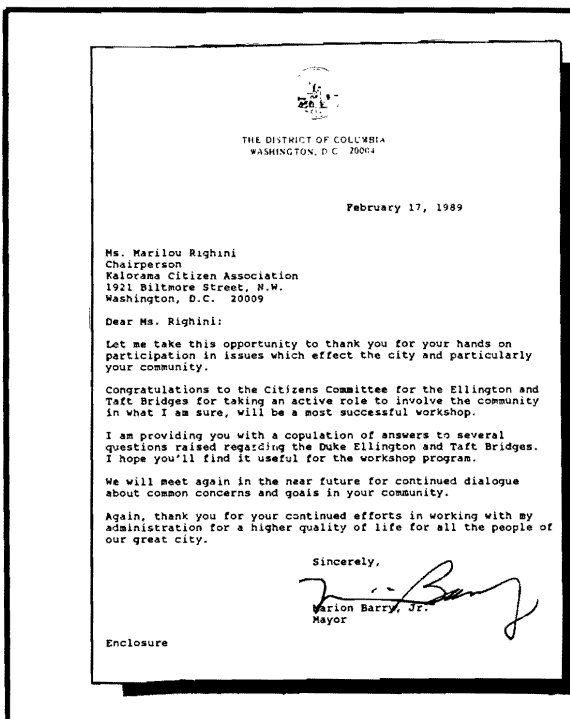 THE DISTRICT OF COLUMBIA
WASHINGTON, D.C. 20004
February 17, 1989
Ms. Marilou Righini
Chairperson
Kalorama Citizen Association
1921 Biltmore Street, N.W.
Washington, D.C. 20009
Dear Ms. Righini:
Let me take this opportunity to thank you for your hands on
participation in issues which effect the city and particularly
your community.
Congratulations to the Citizens Committee for the Ellington and
Taft Bridges for taking an active role to involve the community
in what I am sure, will be a most successful workshop.
I am providing you with a copulation of answers to several
questions raised regarding the Duke Ellington and Taft Bridges.
I hope you'll find it useful for the workshop program.
We will meet again in the near future for continued dialogue
about common concerns and goals in your community.
Again, thank you for your continued efforts in working with my
administration for a higher quality of life for all the people of
our great city.
Sincerely,
Marion Barry, Jr.
Mayor
Enclosure